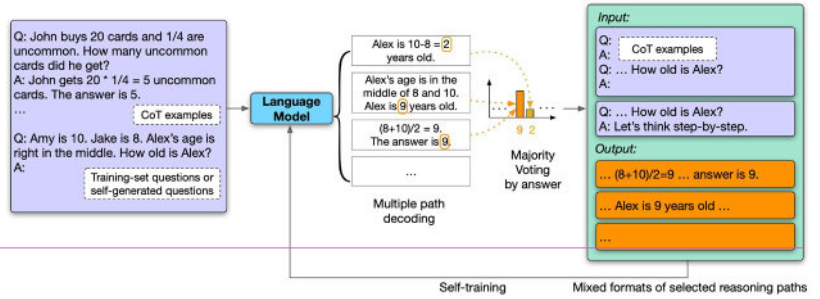 Q: John buys 20 cards and 1/4 are
uncommon. How many uncommon
cards did he get?
A: John gets 20 * 1/4 = 5 uncommon
cards. The answer is 5.
...
CoT examples
Q: Amy is 10. Jake is 8. Alex's age is
right in the middle. How old is Alex?
A:
Training-set questions or
self-generated questions
Language
Model
Alex is 10-8 = 2
years old.
Alex's age is in the
middle of 8 and 10.
Alex is 9 years old.
(8+10)/2 = 9.
The answer is 9.
...
Multiple path
decoding
9 2
Majority
Voting
by answer
Input:
Q:
A:
CoT examples
Q: ... How old is Alex?
A:
Q: ... How old is Alex?
A: Let's think step-by-step.
Output:
... (8+10)/2=9 ... answer is 9.
... Alex is 9 years old ...
...
Self-training
Mixed formats of selected reasoning paths